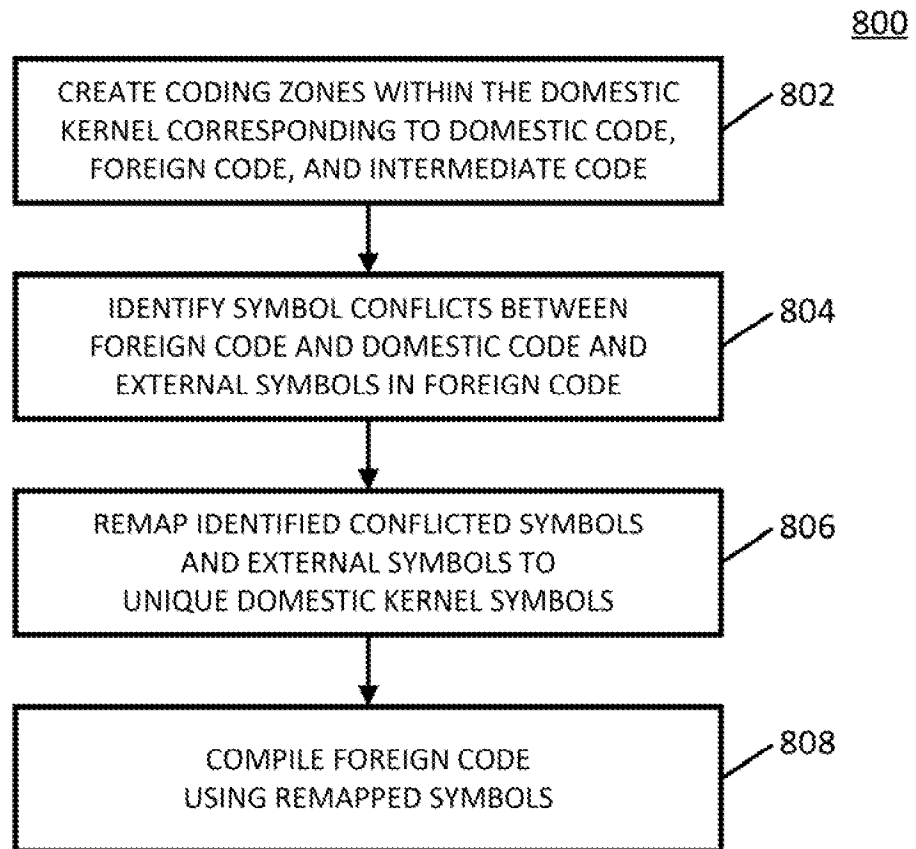 800
CREATE CODING ZONES WITHIN THE DOMESTIC
KERNEL CORRESPONDING TO DOMESTIC CODE,
FOREIGN CODE, AND INTERMEDIATE CODE
802
IDENTIFY SYMBOL CONFLICTS BETWEEN
FOREIGN CODE AND DOMESTIC CODE AND
EXTERNAL SYMBOLS IN FOREIGN CODE
804
REMAP IDENTIFIED CONFLICTED SYMBOLS
AND EXTERNAL SYMBOLS TO
UNIQUE DOMESTIC KERNEL SYMBOLS
806
COMPILE FOREIGN CODE
USING REMAPPED SYMBOLS
808